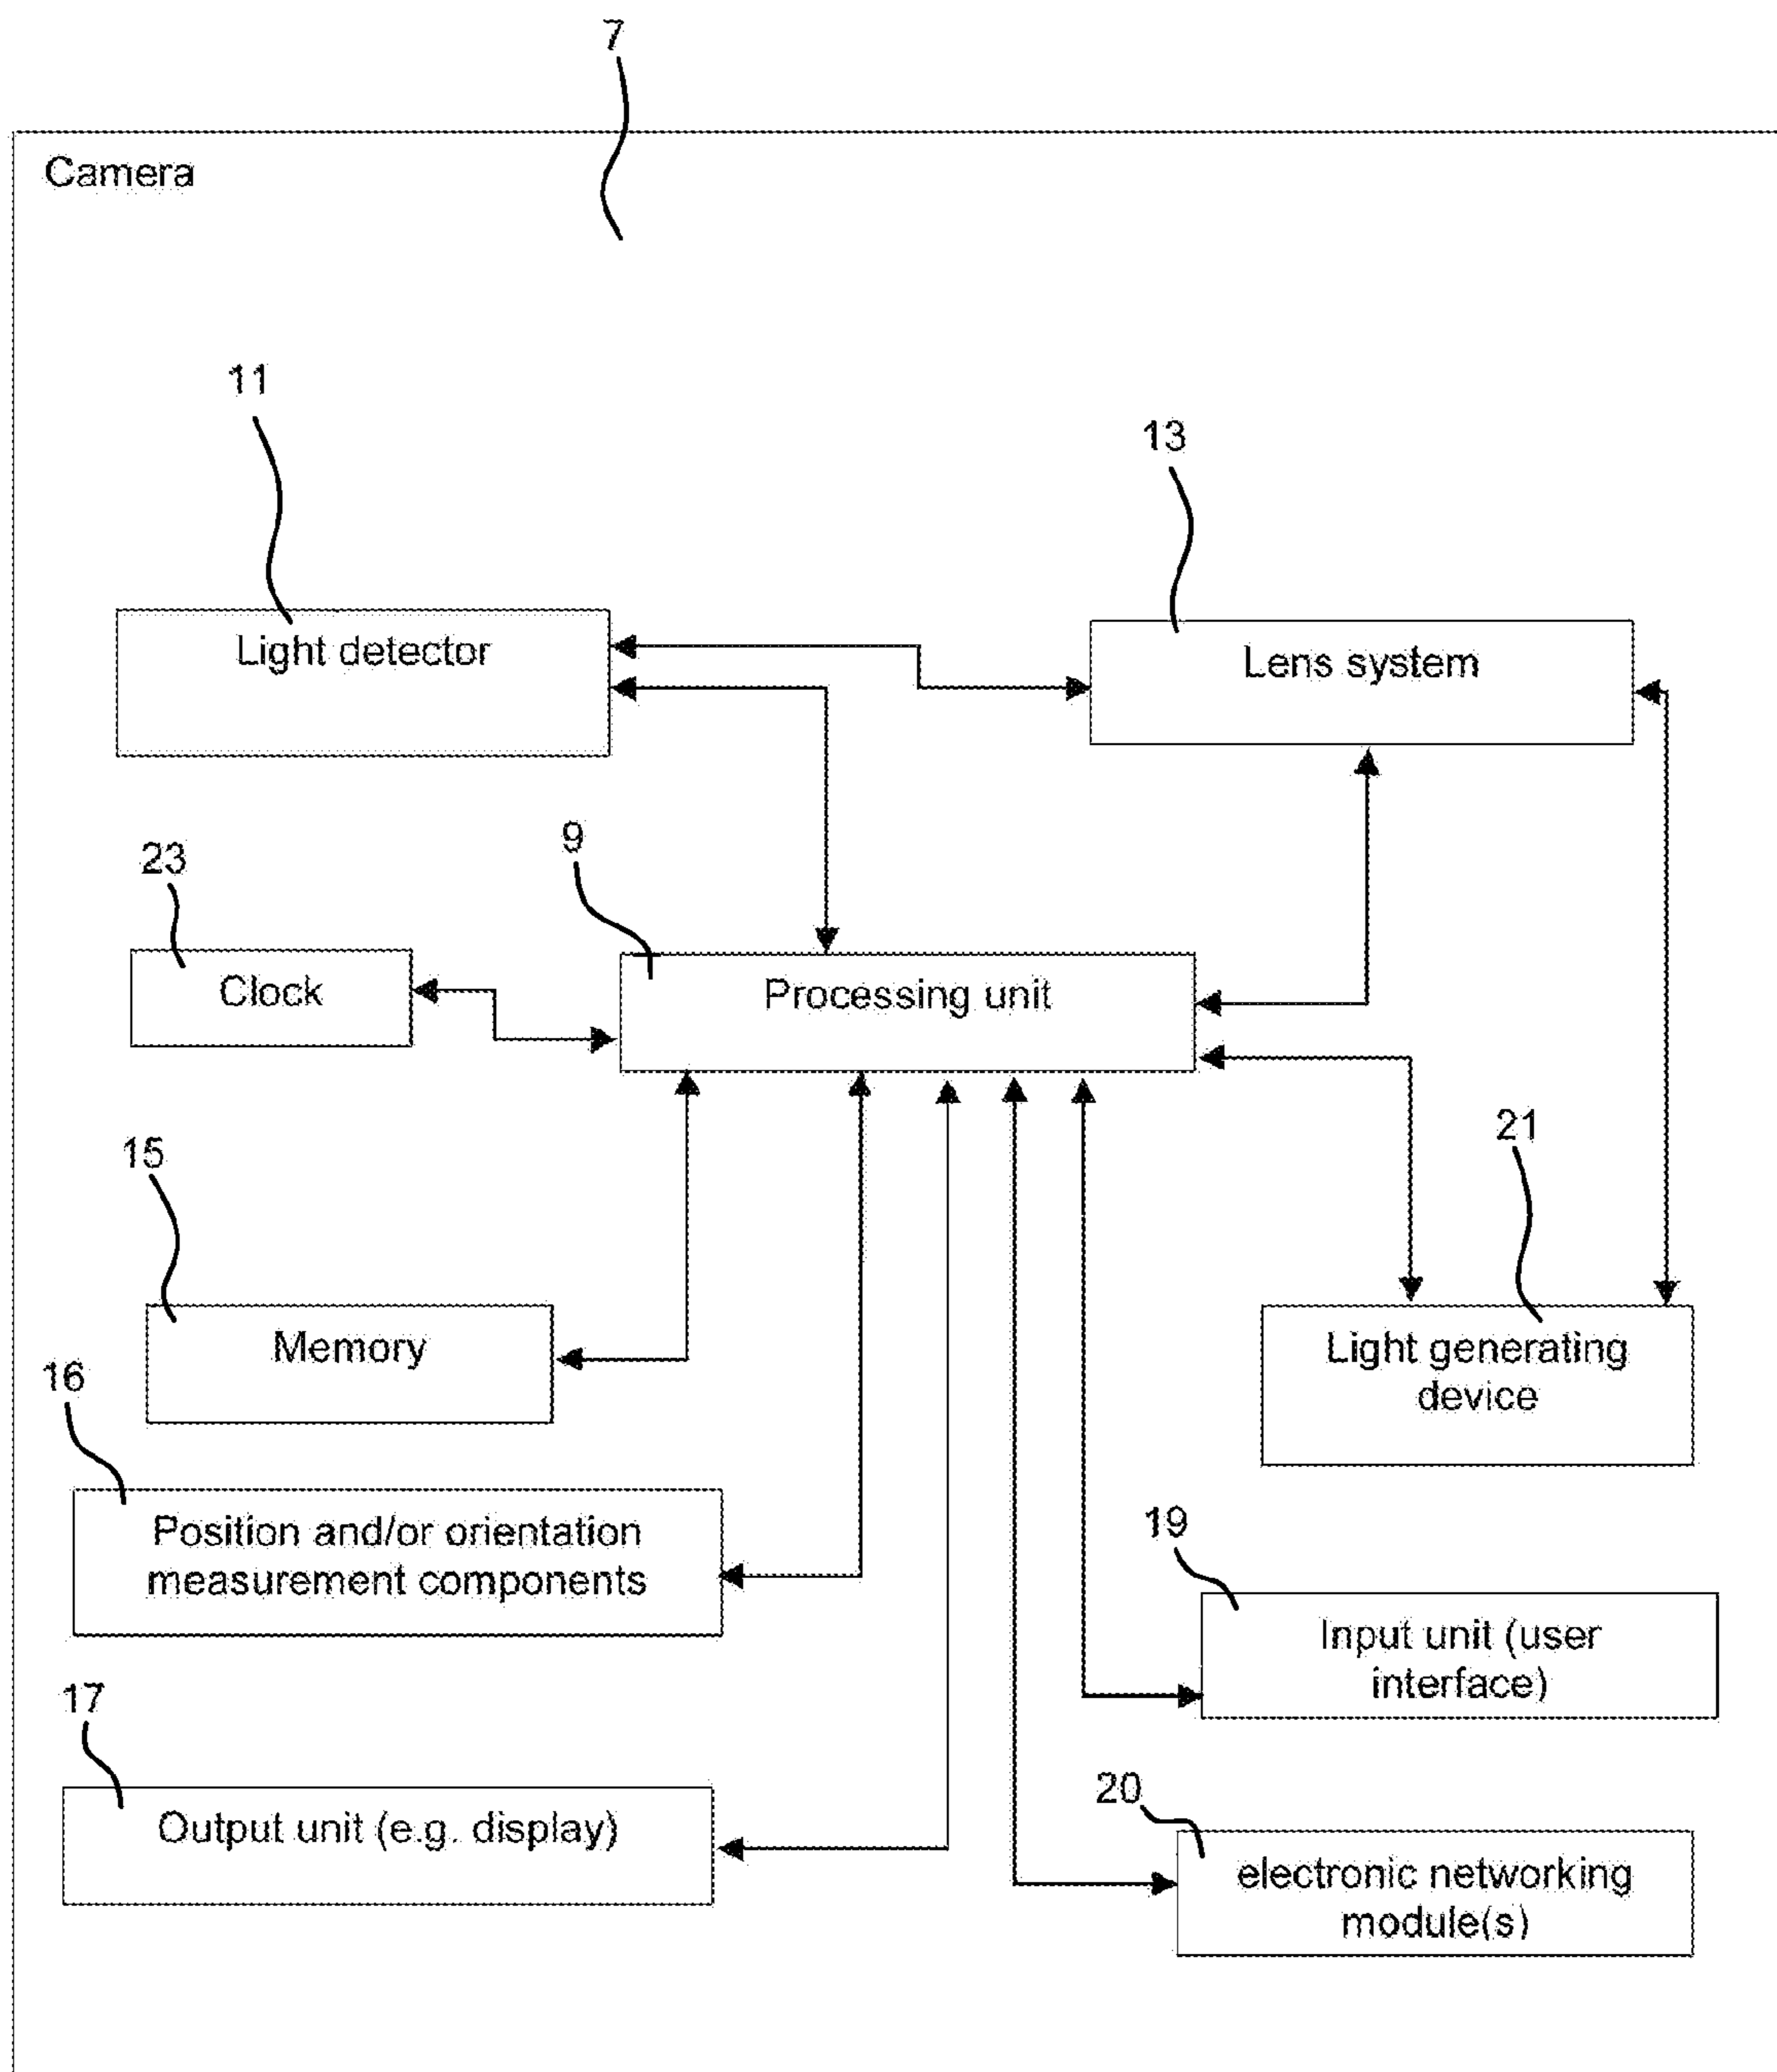 7
Camera
11
13
Light detector
Lens system
9
23
Clock
Processing unit
15
21
Memory
Light generating
device
16
Position and/or orientation
measurement components
19
Input unit (user
interface)
17
Output unit (e.g. display)
20
electronic networking
module(s)